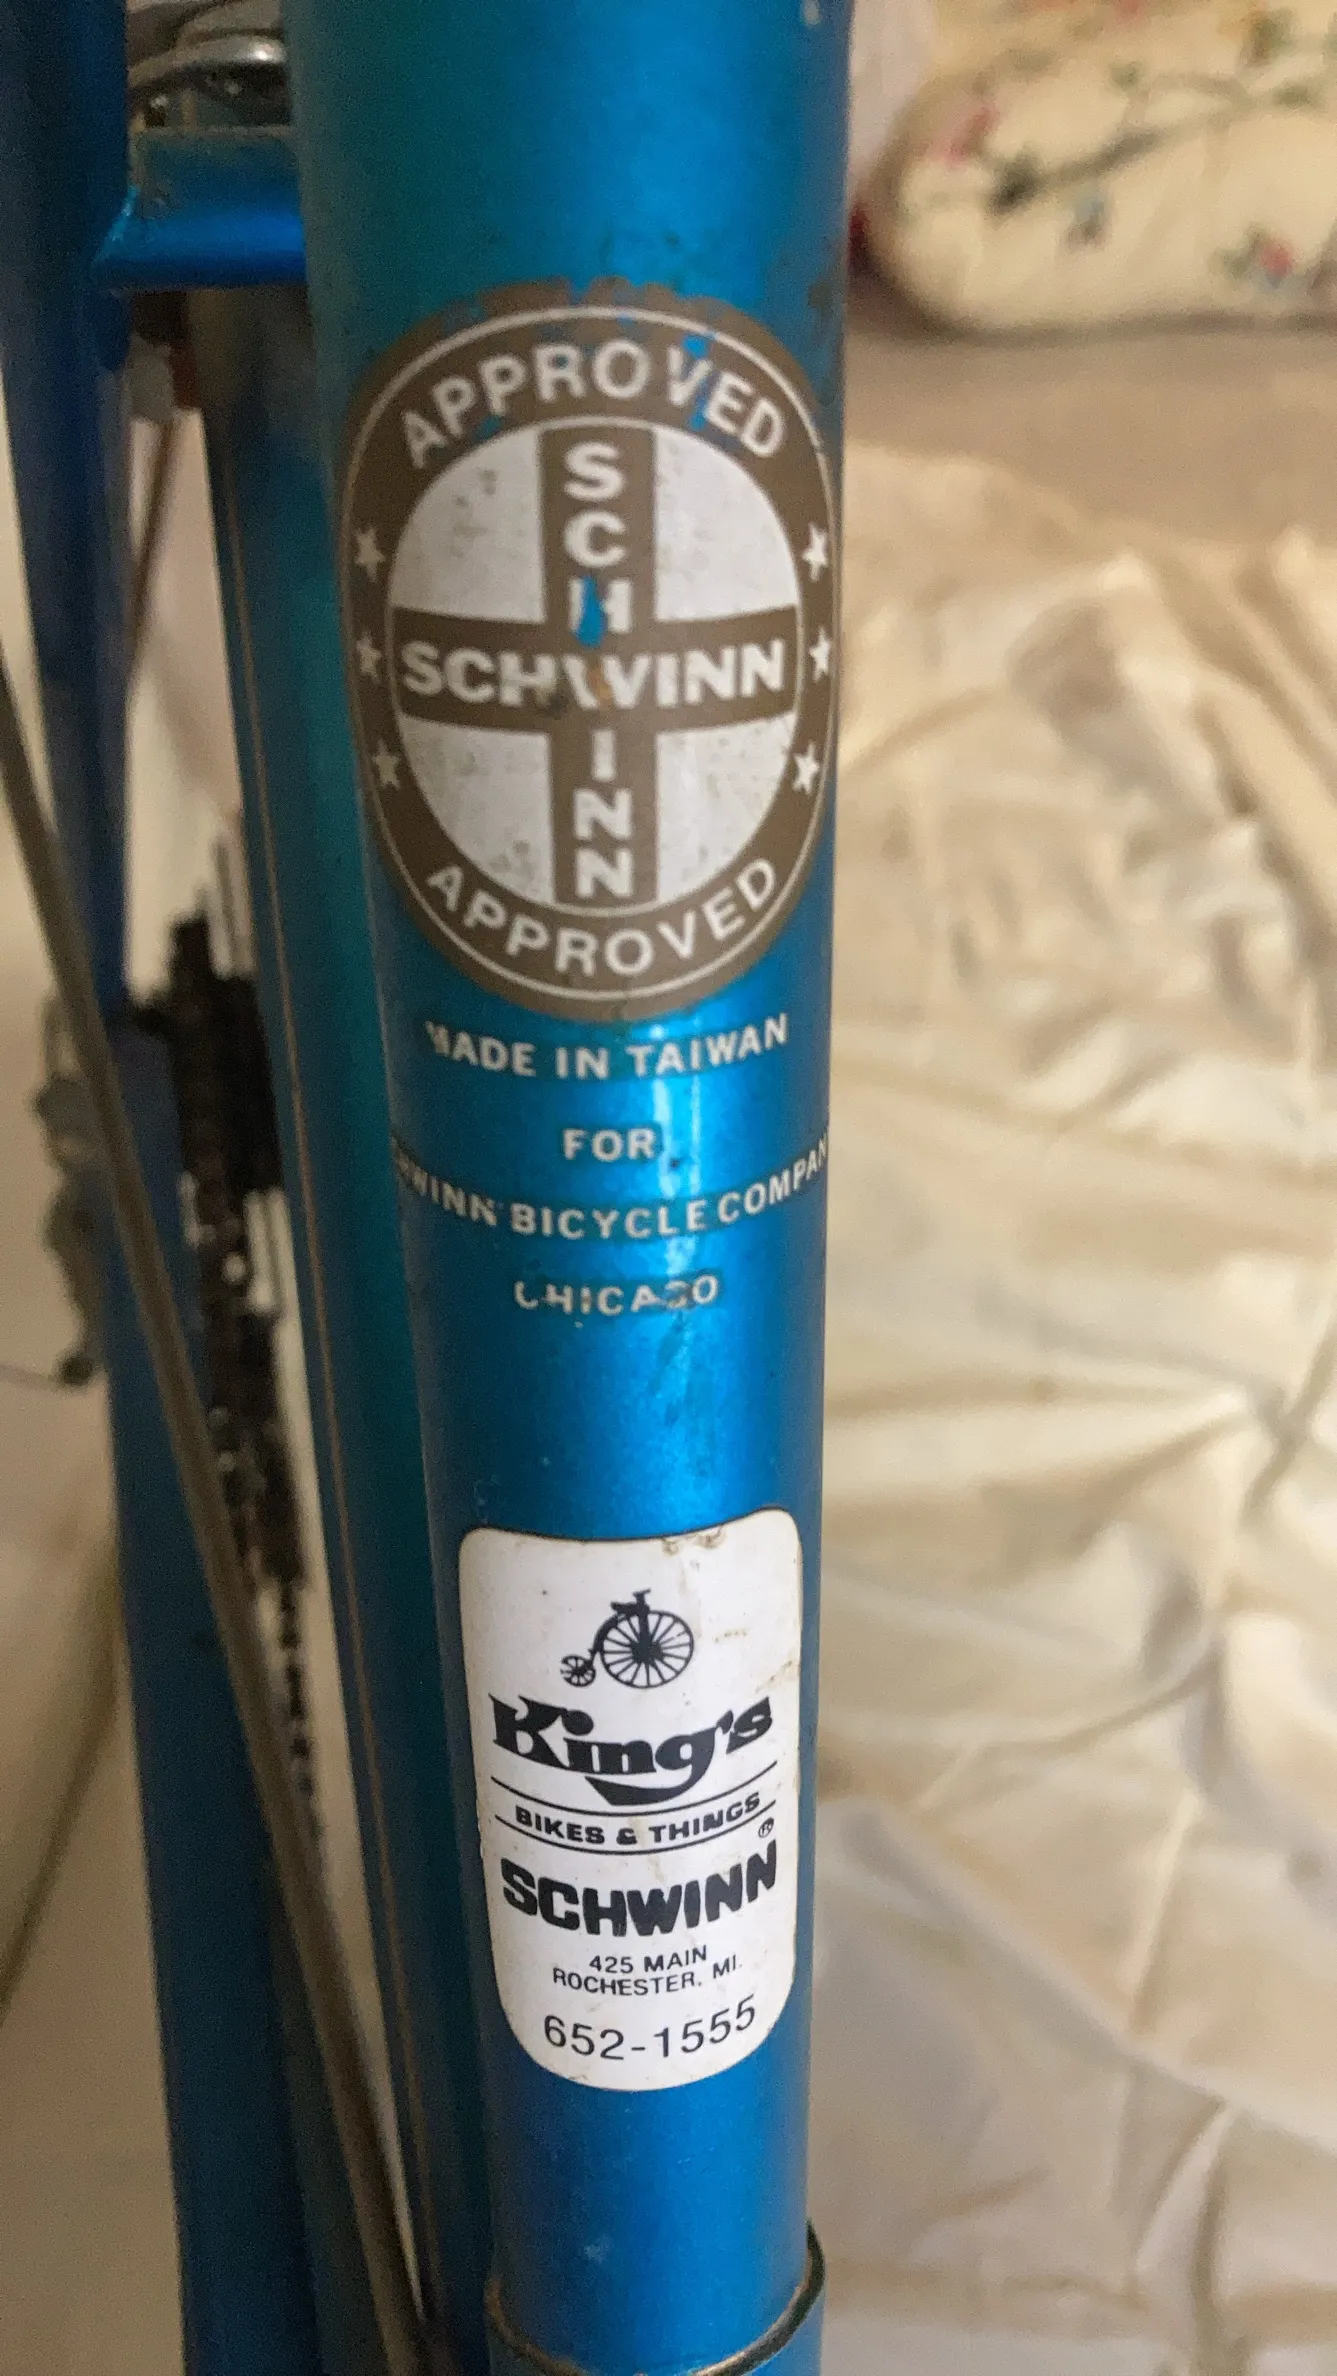 APPROVED
SCHWINN
SCHWINN
APPROVED
MADE IN TAIWAN
FOR
BICYCLE COMPAN
CHICAGO
King's
BIKES & THINGS
SCHWINN®
425 MAIN
ROCHESTER, MI.
652-1555